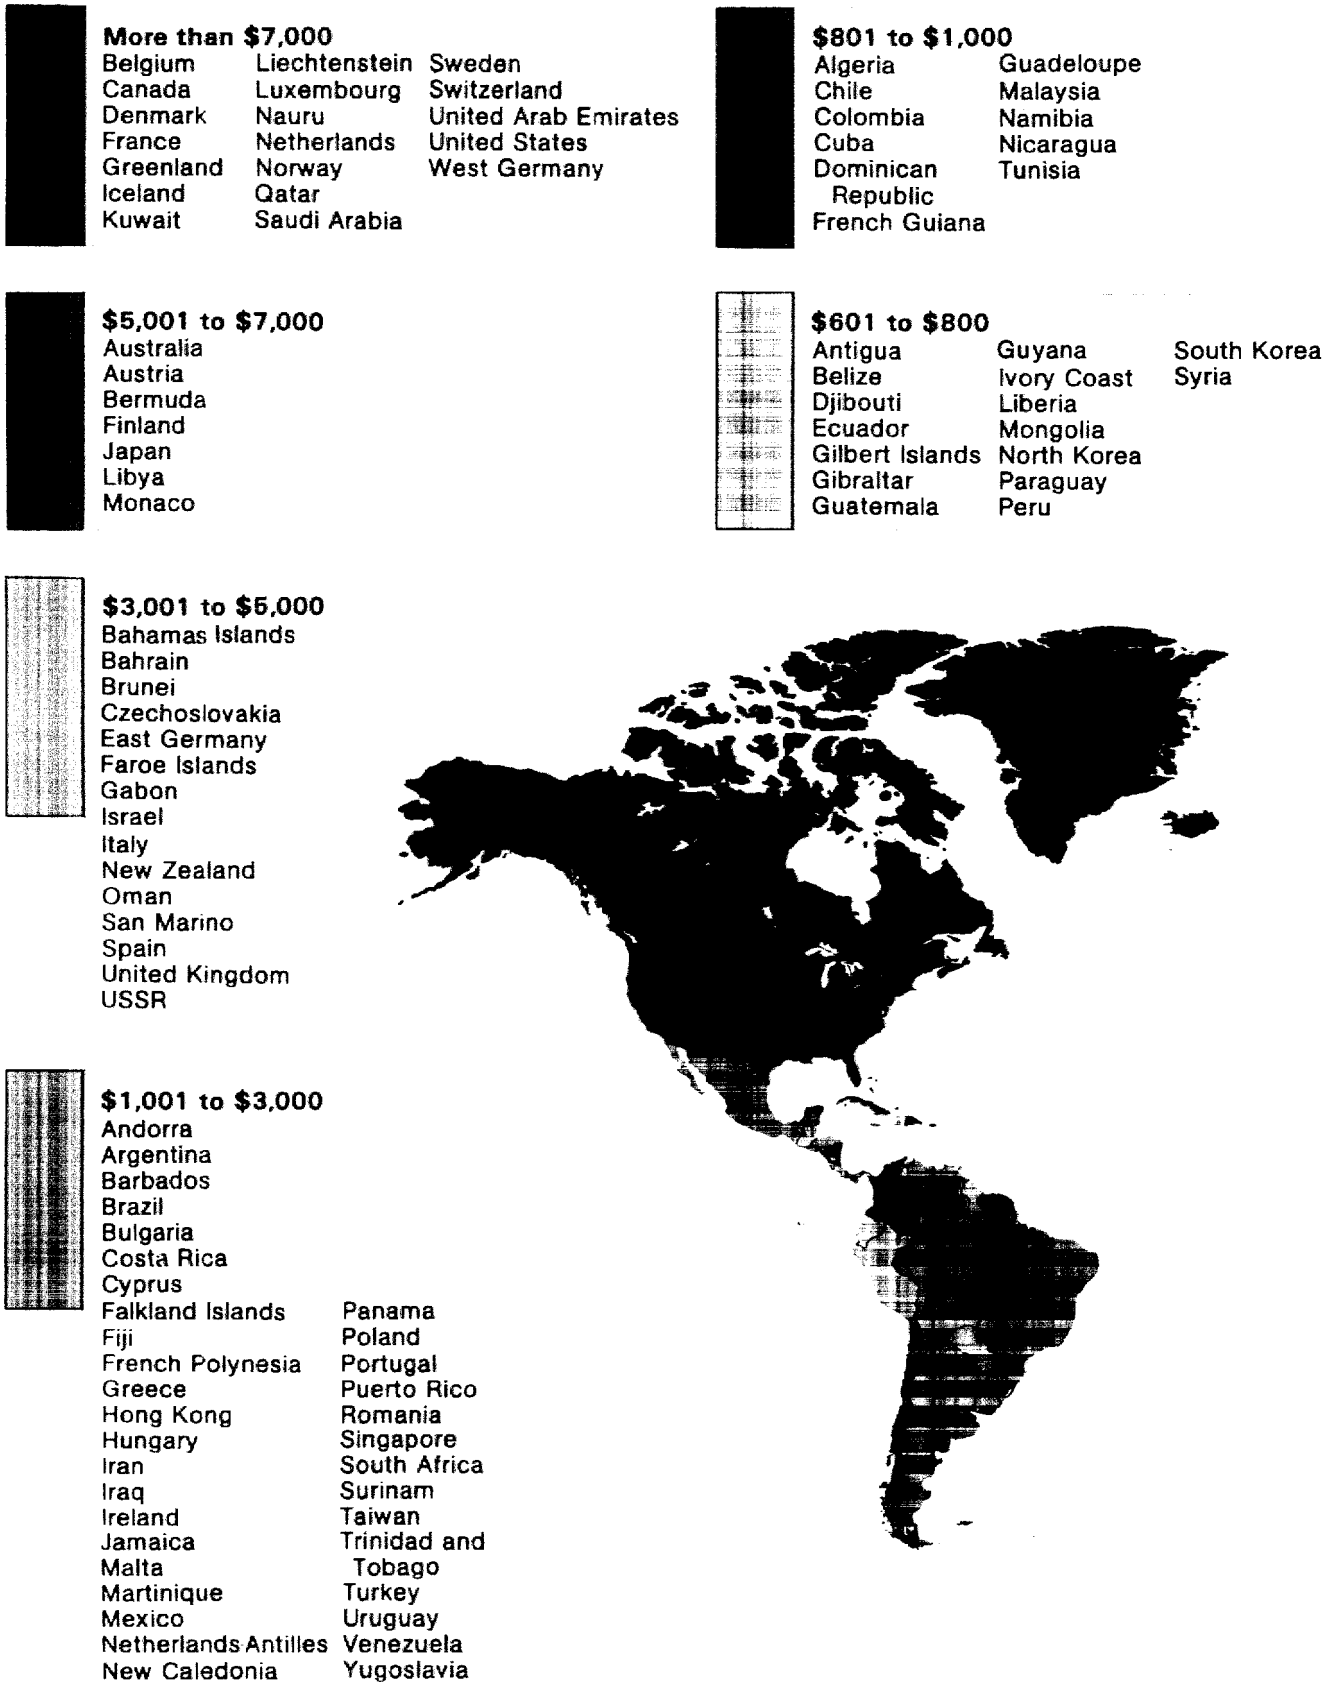 More than $7,000
Belgium Liechtenstein Sweden
Canada Luxembourg Switzerland
Denmark Nauru United Arab Emirates
France Netherlands United States
Greenland Norway West Germany
Iceland Qatar
Kuwait Saudi Arabia
$5,001 to $7,000
Australia
Austria
Bermuda
Finland
Japan
Libya
Monaco
$3,001 to $5,000
Bahamas Islands
Bahrain
Brunei
Czechoslovakia
East Germany
Faroe Islands
Gabon
Israel
Italy
New Zealand
Oman
San Marino
Spain
United Kingdom
USSR
$1,001 to $3,000
Andorra
Argentina
Barbados
Brazil
Bulgaria
Costa Rica
Cyprus
Falkland Islands Panama
Fiji Poland
French Polynesia Portugal
Greece Puerto Rico
Hong Kong Romania
Hungary Singapore
Iran South Africa
Iraq Surinam
Ireland Taiwan
Jamaica Trinidad and
Malta Tobago
Martinique Turkey
Mexico Uruguay
Netherlands Antilles Venezuela
New Caledonia Yugoslavia
$801 to $1,000
Algeria Guadeloupe
Chile Malaysia
Colombia Namibia
Cuba Nicaragua
Dominican Tunisia
Republic
French Guiana
$601 to $800
Antigua Guyana South Korea
Belize Ivory Coast Syria
Djibouti Liberia
Ecuador Mongolia
Gilbert Islands North Korea
Gibraltar Paraguay
Guatemala Peru